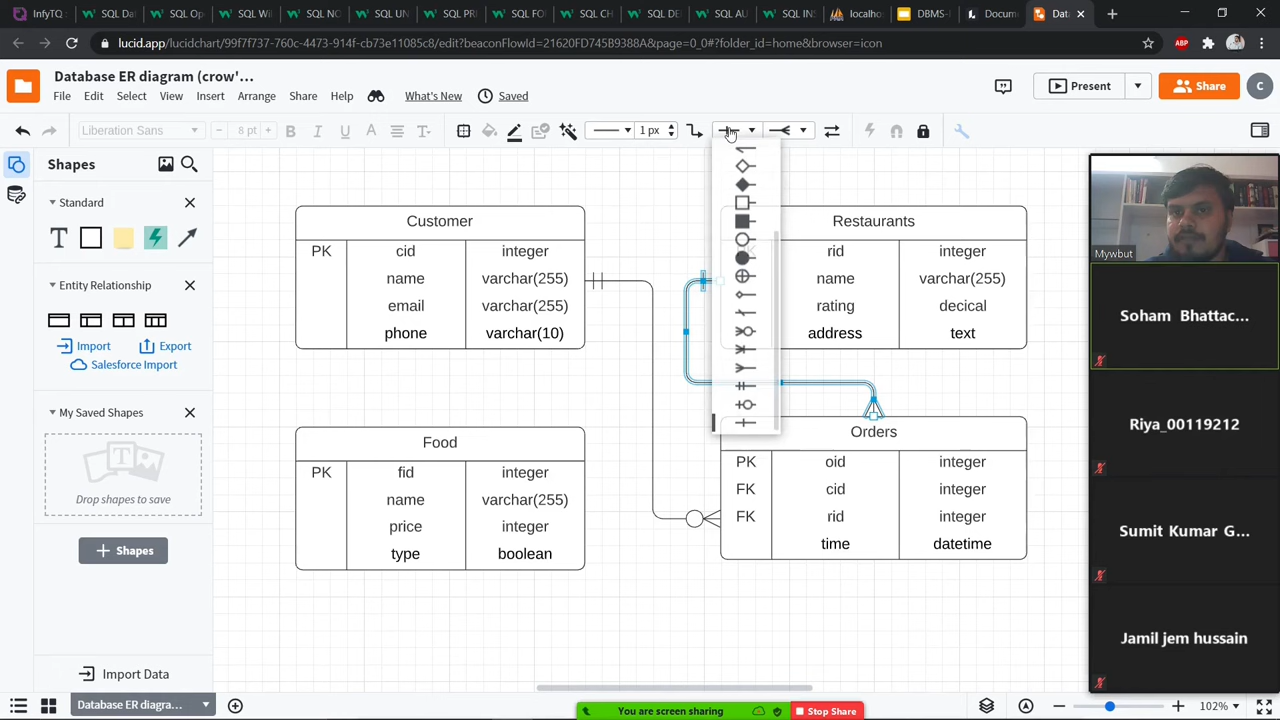 InfyTQ
SQL Da
SQL Op
SQL Wi
SQL NO
SQL UN
SQL PR
SQL FO
SQL CH
SQL DE
SQL AU
SQL INS
localho
DBMS-
Docum
Data
lucid.app/lucidchart/99f7f737-760c-4473-914f-cb73e11085c8/edit?beaconFlowId=21620FD745B9388A&page=0_0#?folder_id=home&browser=icon
ABP
Database ER diagram (crow'...
File Edit Select View Insert Arrange Share Help What's New Saved
Present
Share
C
Liberation Sans
8 pt
B I U A T
1 px
Shapes
Standard
T
Entity Relationship
Import
Export
Salesforce Import
My Saved Shapes
Drop shapes to save
Shapes
Import Data
Customer
PK cid integer
name varchar(255)
email varchar(255)
phone varchar(10)
Restaurants
rid integer
name varchar(255)
rating decical
address text
Food
PK fid integer
name varchar(255)
price integer
type boolean
Orders
PK oid integer
FK cid integer
FK rid integer
time datetime
Mywbut
Soham Bhattac...
Riya_00119212
Sumit Kumar G...
Jamil jem hussain
Database ER diagra...
You are screen sharing
Stop Share
102%